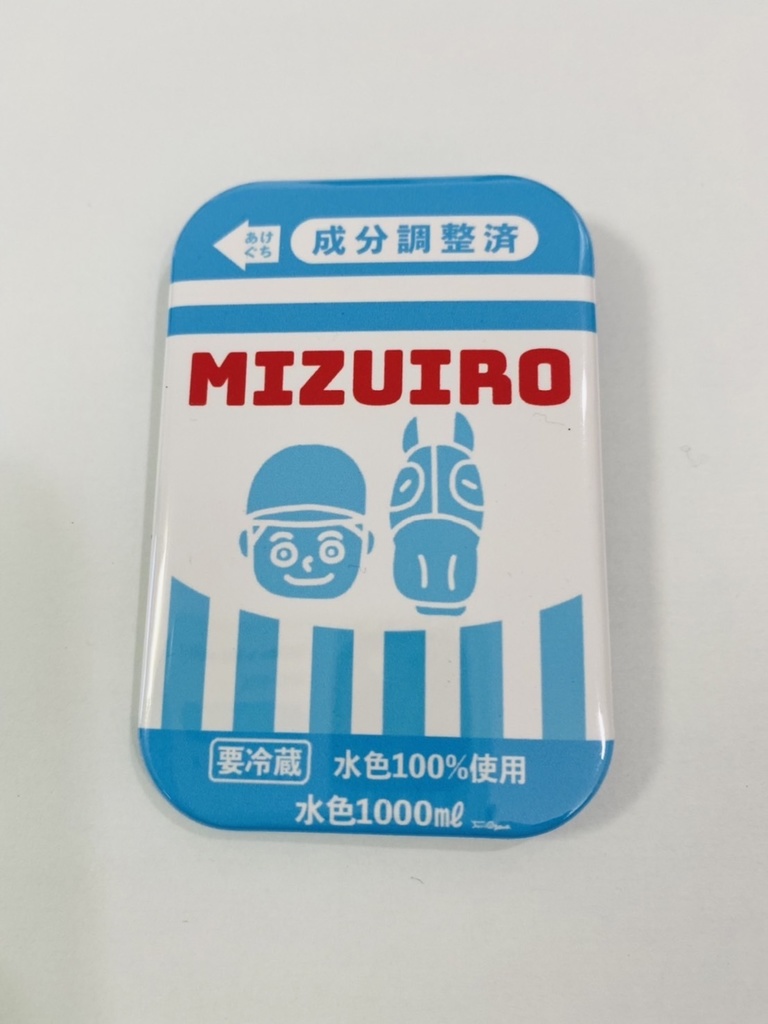 あけ
ぐち
成分調整済
MIZUIRO
要冷蔵 水色100%使用
水色1000㎖